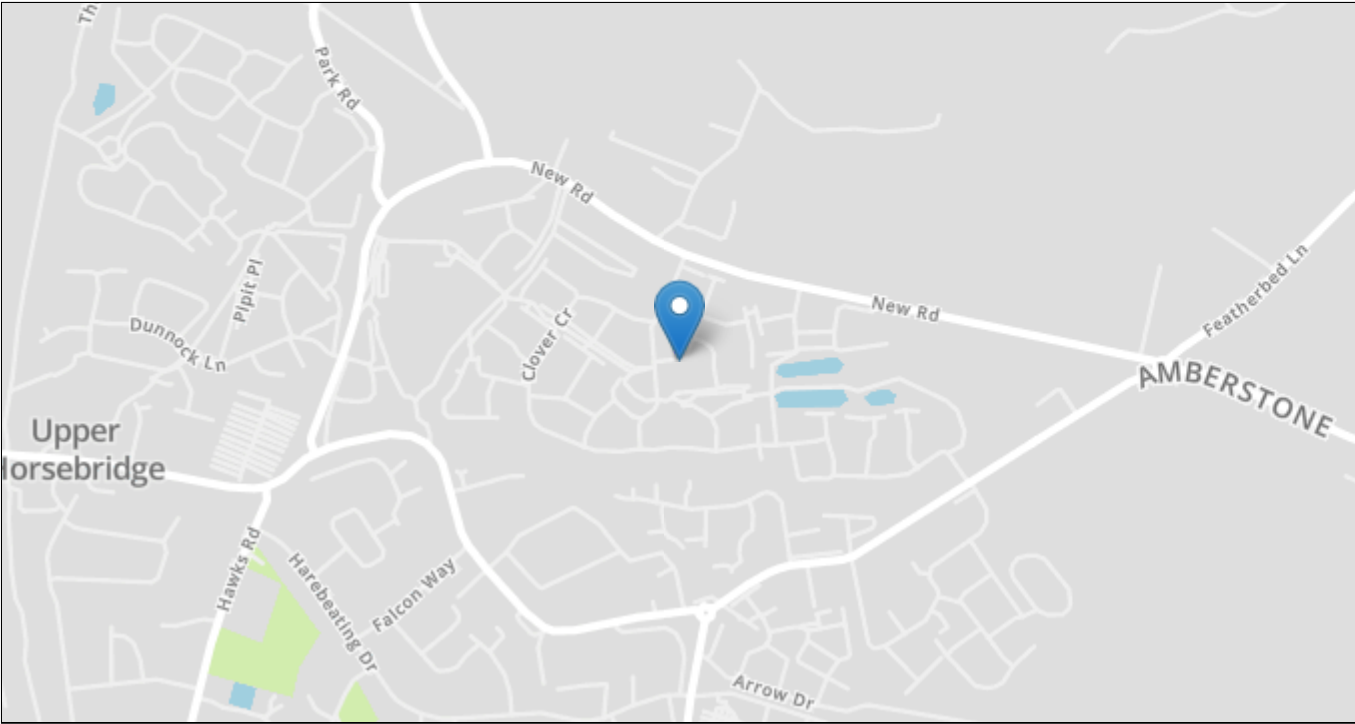 Th
Park Rd
New Rd
Pipit Pl
Clover Cr
New Rd
Featherbed Ln
Dunnock Ln
AMBERSTONE
Upper
Horsebridge
Hawks Rd
Harebeating Dr
Falcon Way
Arrow Dr